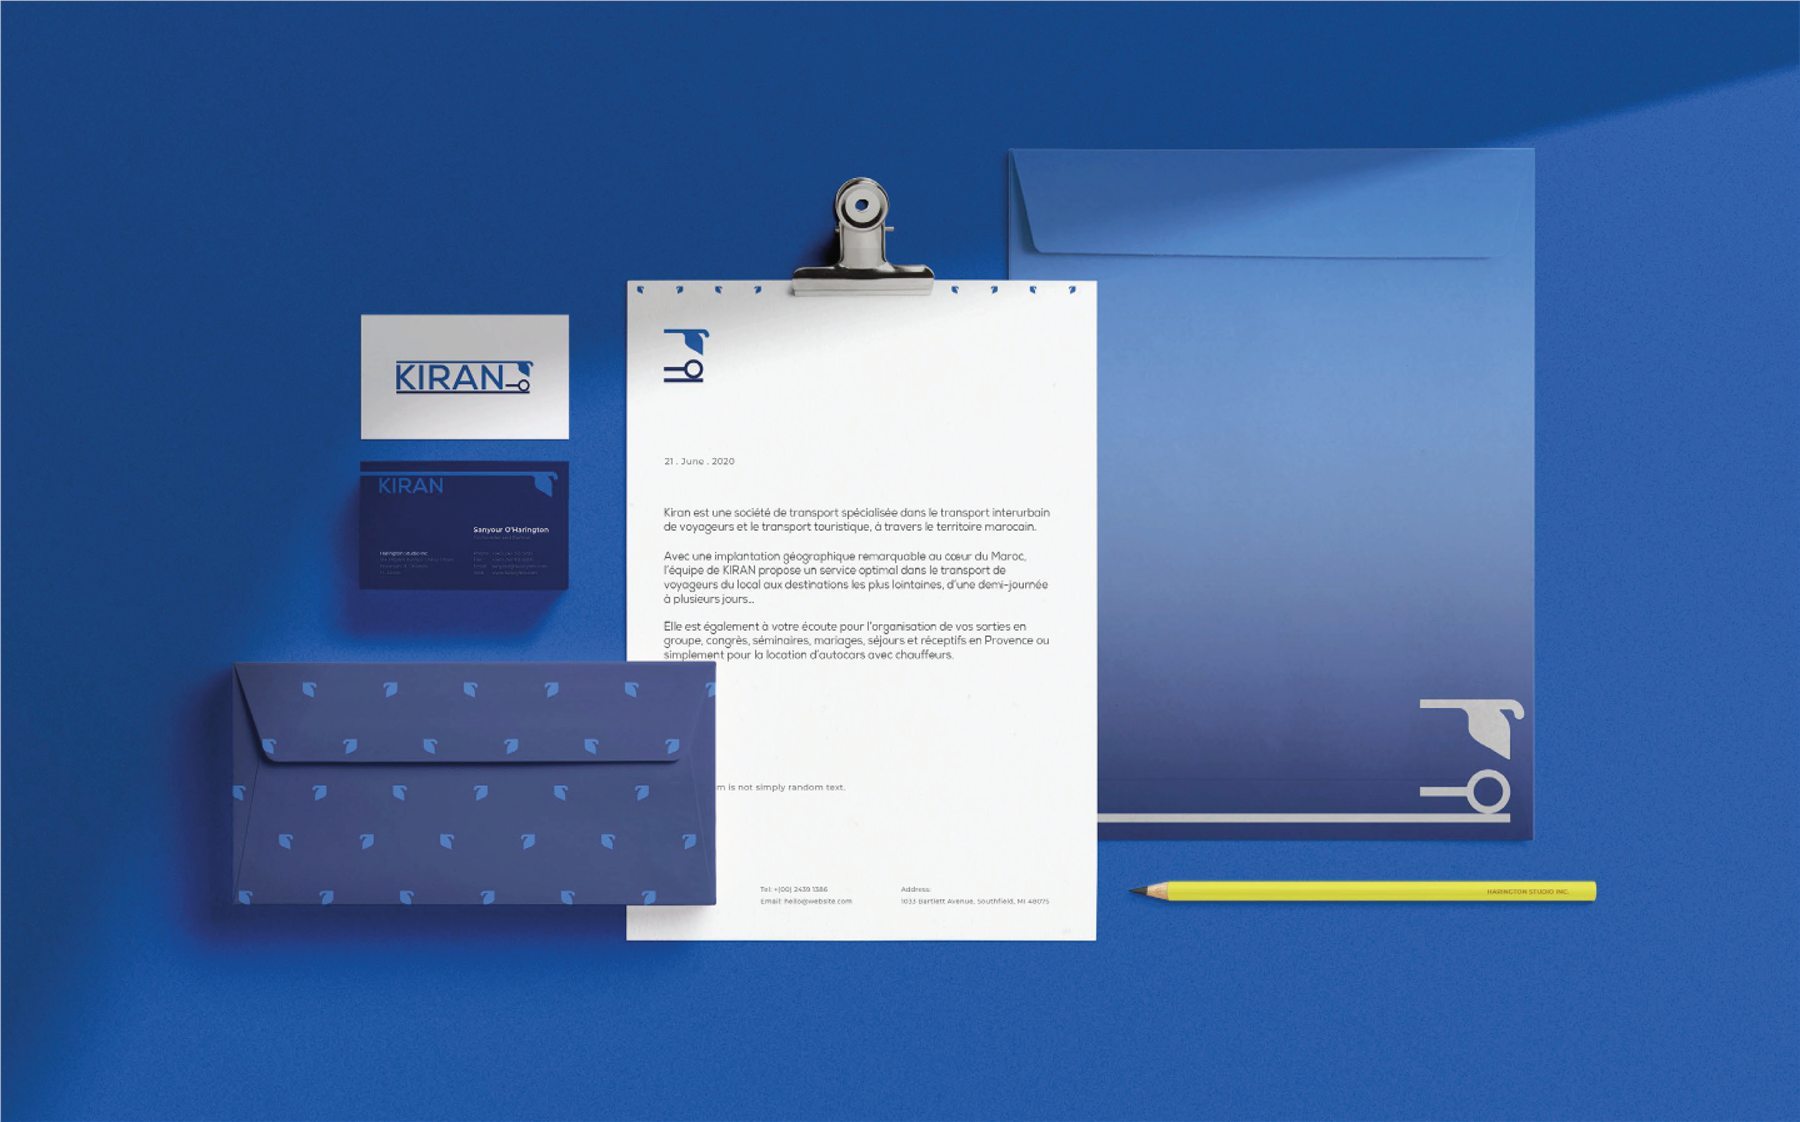 KIRAN
KIRAN
Sanyour O'Harington
Harington Studio Inc.
21 . June . 2020
Kiran est une société de transport spécialisée dans le transport interurbain
de voyageurs et le transport touristique, à travers le territoire marocain.
Avec une implantation géographique remarquable au cœur du Maroc,
l'équipe de KIRAN propose un service optimal dans le transport de
voyageurs du local aux destinations les plus lointaines, d'une demi-journée
à plusieurs jours...
Elle est également à votre écoute pour l'organisation de vos sorties en
groupe, congrès, séminaires, mariages, séjours et réceptifs en Provence ou
simplement pour la location d'autocars avec chauffeurs.
m is not simply random text.
Tel: +(00) 2439 1386
Email: hello@website.com
Address:
1033 Bartlett Avenue, Southfield, MI 48075
HARINGTON STUDIO INC.